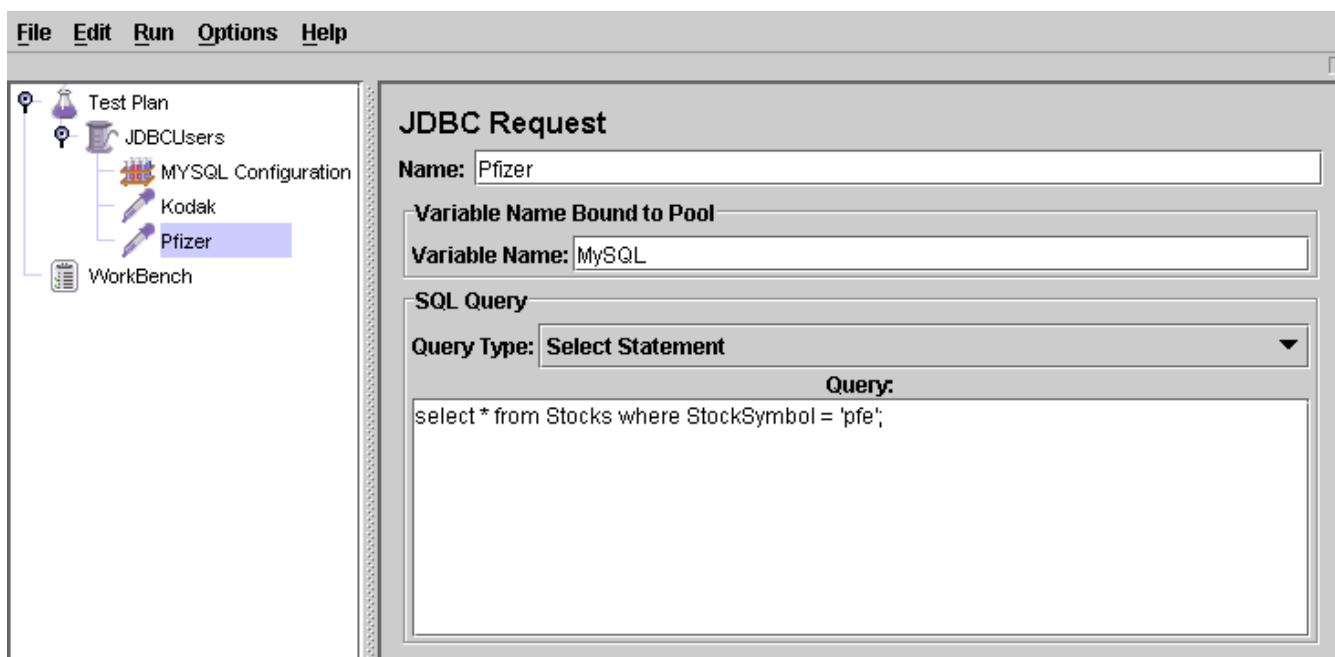 File Edit Run Options Help
Test Plan
JDBCUsers
MYSQL Configuration
Kodak
Pfizer
WorkBench
JDBC Request
Name: Pfizer
Variable Name Bound to Pool
Variable Name: MySQL
SQL Query
Query Type: Select Statement
Query:
select * from Stocks where StockSymbol = 'pfe';